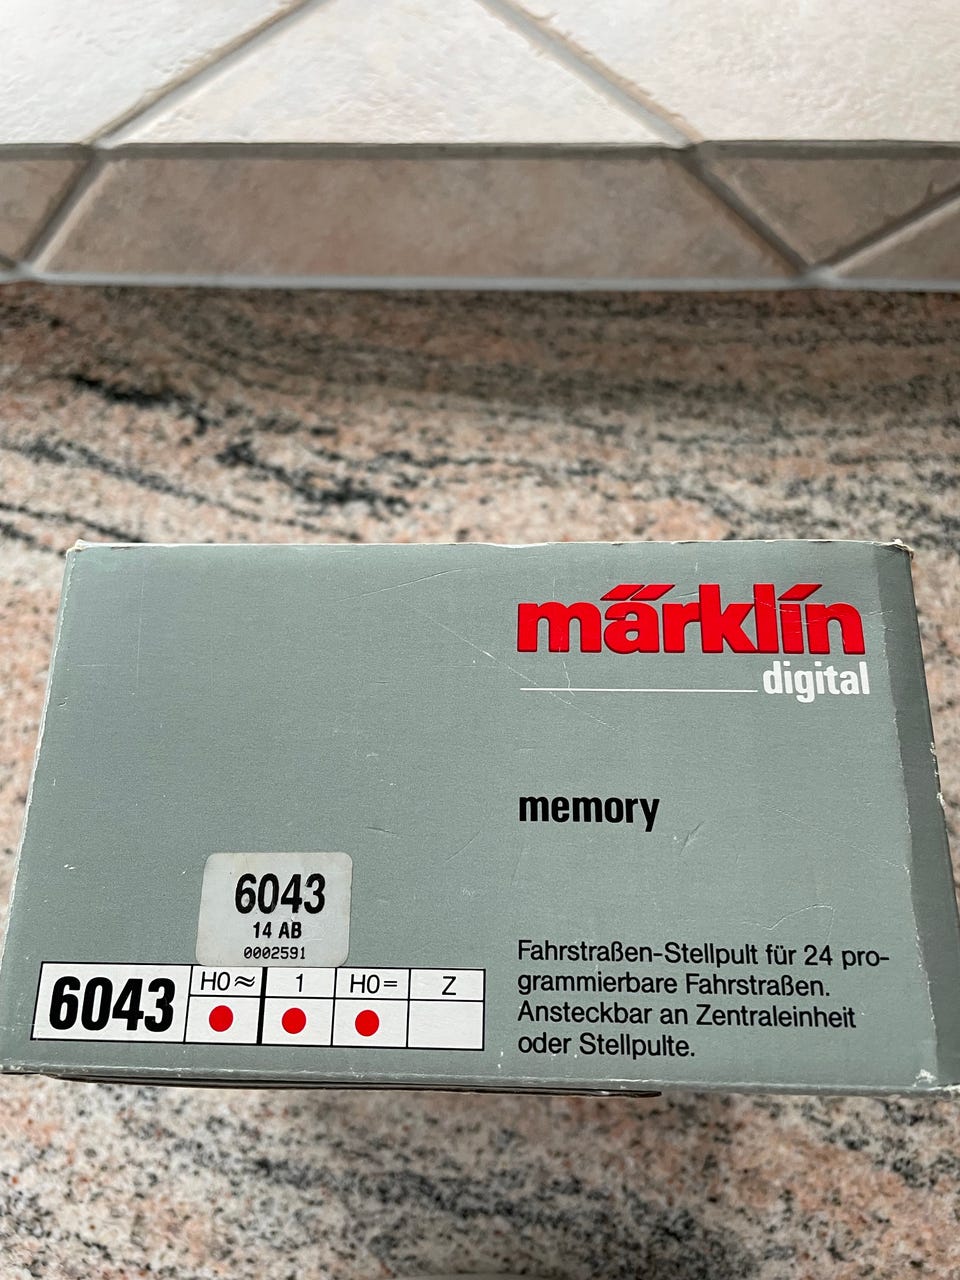 märklin
digital
memory
6043
14 AB
0002591
6043
H0≈ 1 H0= Z
Fahrstraßen-Stellpult für 24 pro-
grammierbare Fahrstraßen.
Ansteckbar an Zentraleinheit
oder Stellpulte.